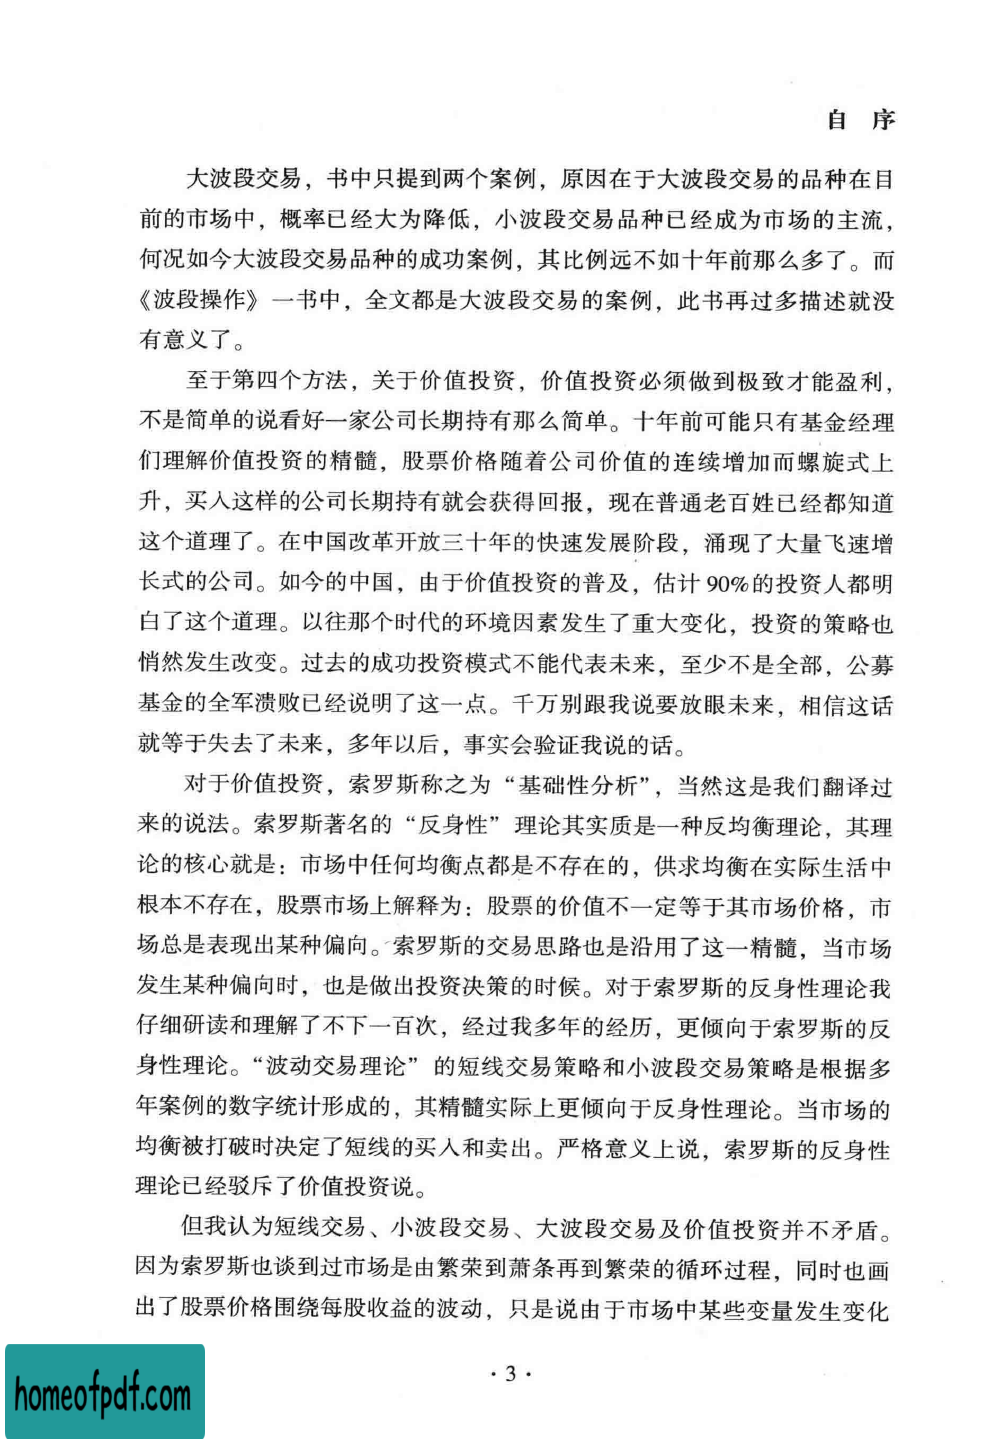 自 序
大波段交易，书中只提到两个案例，原因在于大波段交易的品种在目
前的市场中，概率已经大为降低，小波段交易品种已经成为市场的主流，
何况如今大波段交易品种的成功案例，其比例远不如十年前那么多了。而
《波段操作》一书中，全文都是大波段交易的案例，此书再过多描述就没
有意义了。
至于第四个方法，关于价值投资，价值投资必须做到极致才能盈利，
不是简单的说看好一家公司长期持有那么简单。十年前可能只有基金经理
们理解价值投资的精髓，股票价格随着公司价值的连续增加而螺旋式上
升，买入这样的公司长期持有就会获得回报，现在普通老百姓已经都知道
这个道理了。在中国改革开放三十年的快速发展阶段，涌现了大量飞速增
长式的公司。如今的中国，由于价值投资的普及，估计 90%的投资人都明
白了这个道理。以往那个时代的环境因素发生了重大变化，投资的策略也
悄然发生改变。过去的成功投资模式不能代表未来，至少不是全部，公募
基金的全军溃败已经说明了这一点。千万别跟我说要放眼未来，相信这话
就等于失去了未来，多年以后，事实会验证我说的话。
对于价值投资，索罗斯称之为“基础性分析”，当然这是我们翻译过
来的说法。索罗斯著名的“反身性”理论其实质是一种反均衡理论，其理
论的核心就是：市场中任何均衡点都是不存在的，供求均衡在实际生活中
根本不存在，股票市场上解释为：股票的价值不一定等于其市场价格，市
场总是表现出某种偏向。索罗斯的交易思路也是沿用了这一精髓，当市场
发生某种偏向时，也是做出投资决策的时候。对于索罗斯的反身性理论我
仔细研读和理解了不下一百次，经过我多年的经历，更倾向于索罗斯的反
身性理论。“波动交易理论”的短线交易策略和小波段交易策略是根据多
年案例的数字统计形成的，其精髓实际上更倾向于反身性理论。当市场的
均衡被打破时决定了短线的买入和卖出。严格意义上说，索罗斯的反身性
理论已经驳斥了价值投资说。
但我认为短线交易、小波段交易、大波段交易及价值投资并不矛盾。
因为索罗斯也谈到过市场是由繁荣到萧条再到繁荣的循环过程，同时也画
出了股票价格围绕每股收益的波动，只是说由于市场中某些变量发生变化
· 3 ·
homeofpdf.com